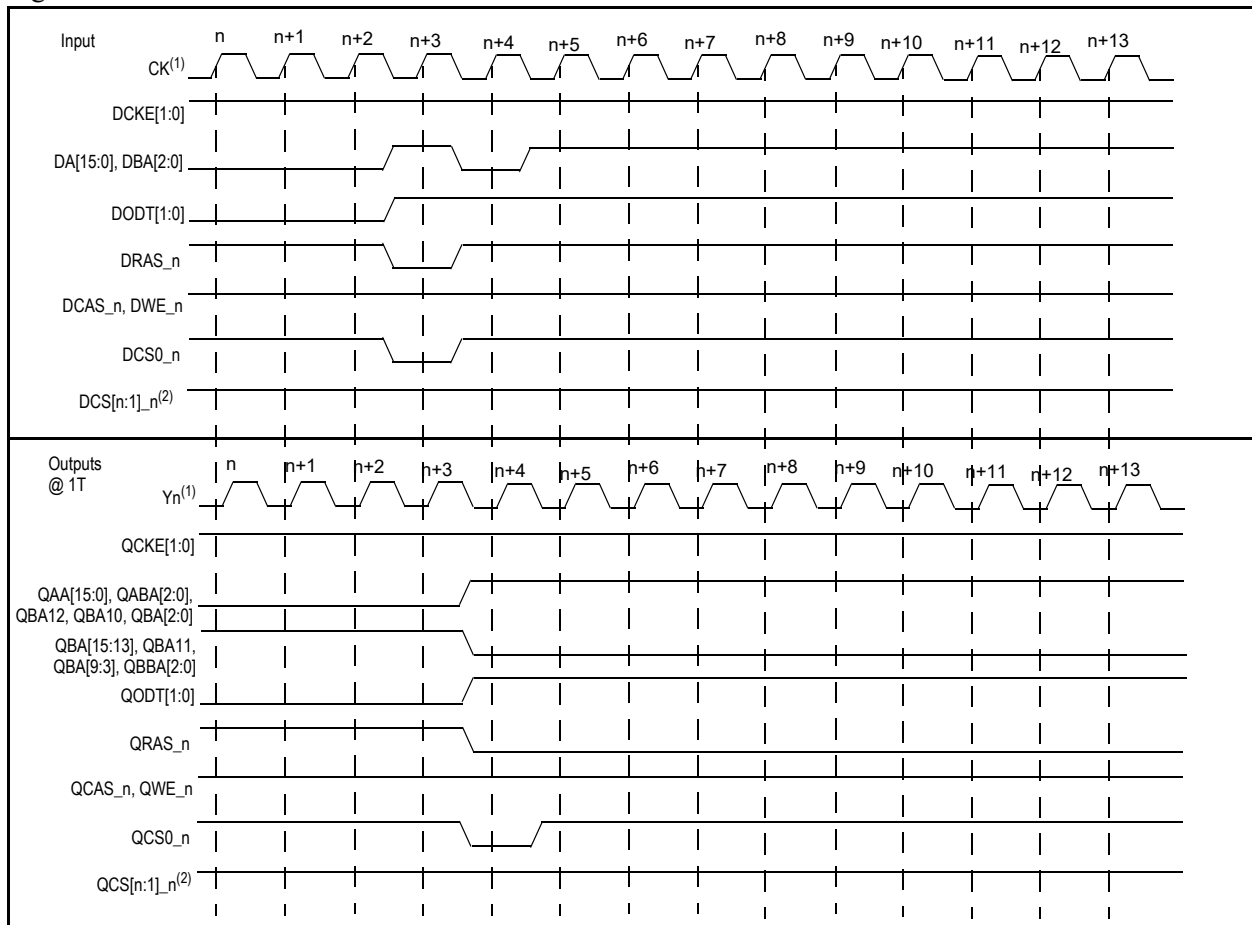 Input
n n+1 n+2 n+3 n+4 n+5 n+6 n+7 n+8 n+9 n+10 n+11 n+12 n+13
CK(1)
DCKE[1:0]
DA[15:0], DBA[2:0]
DODT[1:0]
DRAS_n
DCAS_n, DWE_n
DCS0_n
DCS[n:1]_n(2)
Outputs
@ 1T
n n+1 n+2 n+3 n+4 n+5 n+6 n+7 n+8 n+9 n+10 n+11 n+12 n+13
Yn(1)
QCKE[1:0]
QAA[15:0], QABA[2:0],
QBA12, QBA10, QBA[2:0]
QBA[15:13], QBA11,
QBA[9:3], QBBA[2:0]
QODT[1:0]
QRAS_n
QCAS_n, QWE_n
QCS0_n
QCS[n:1]_n(2)